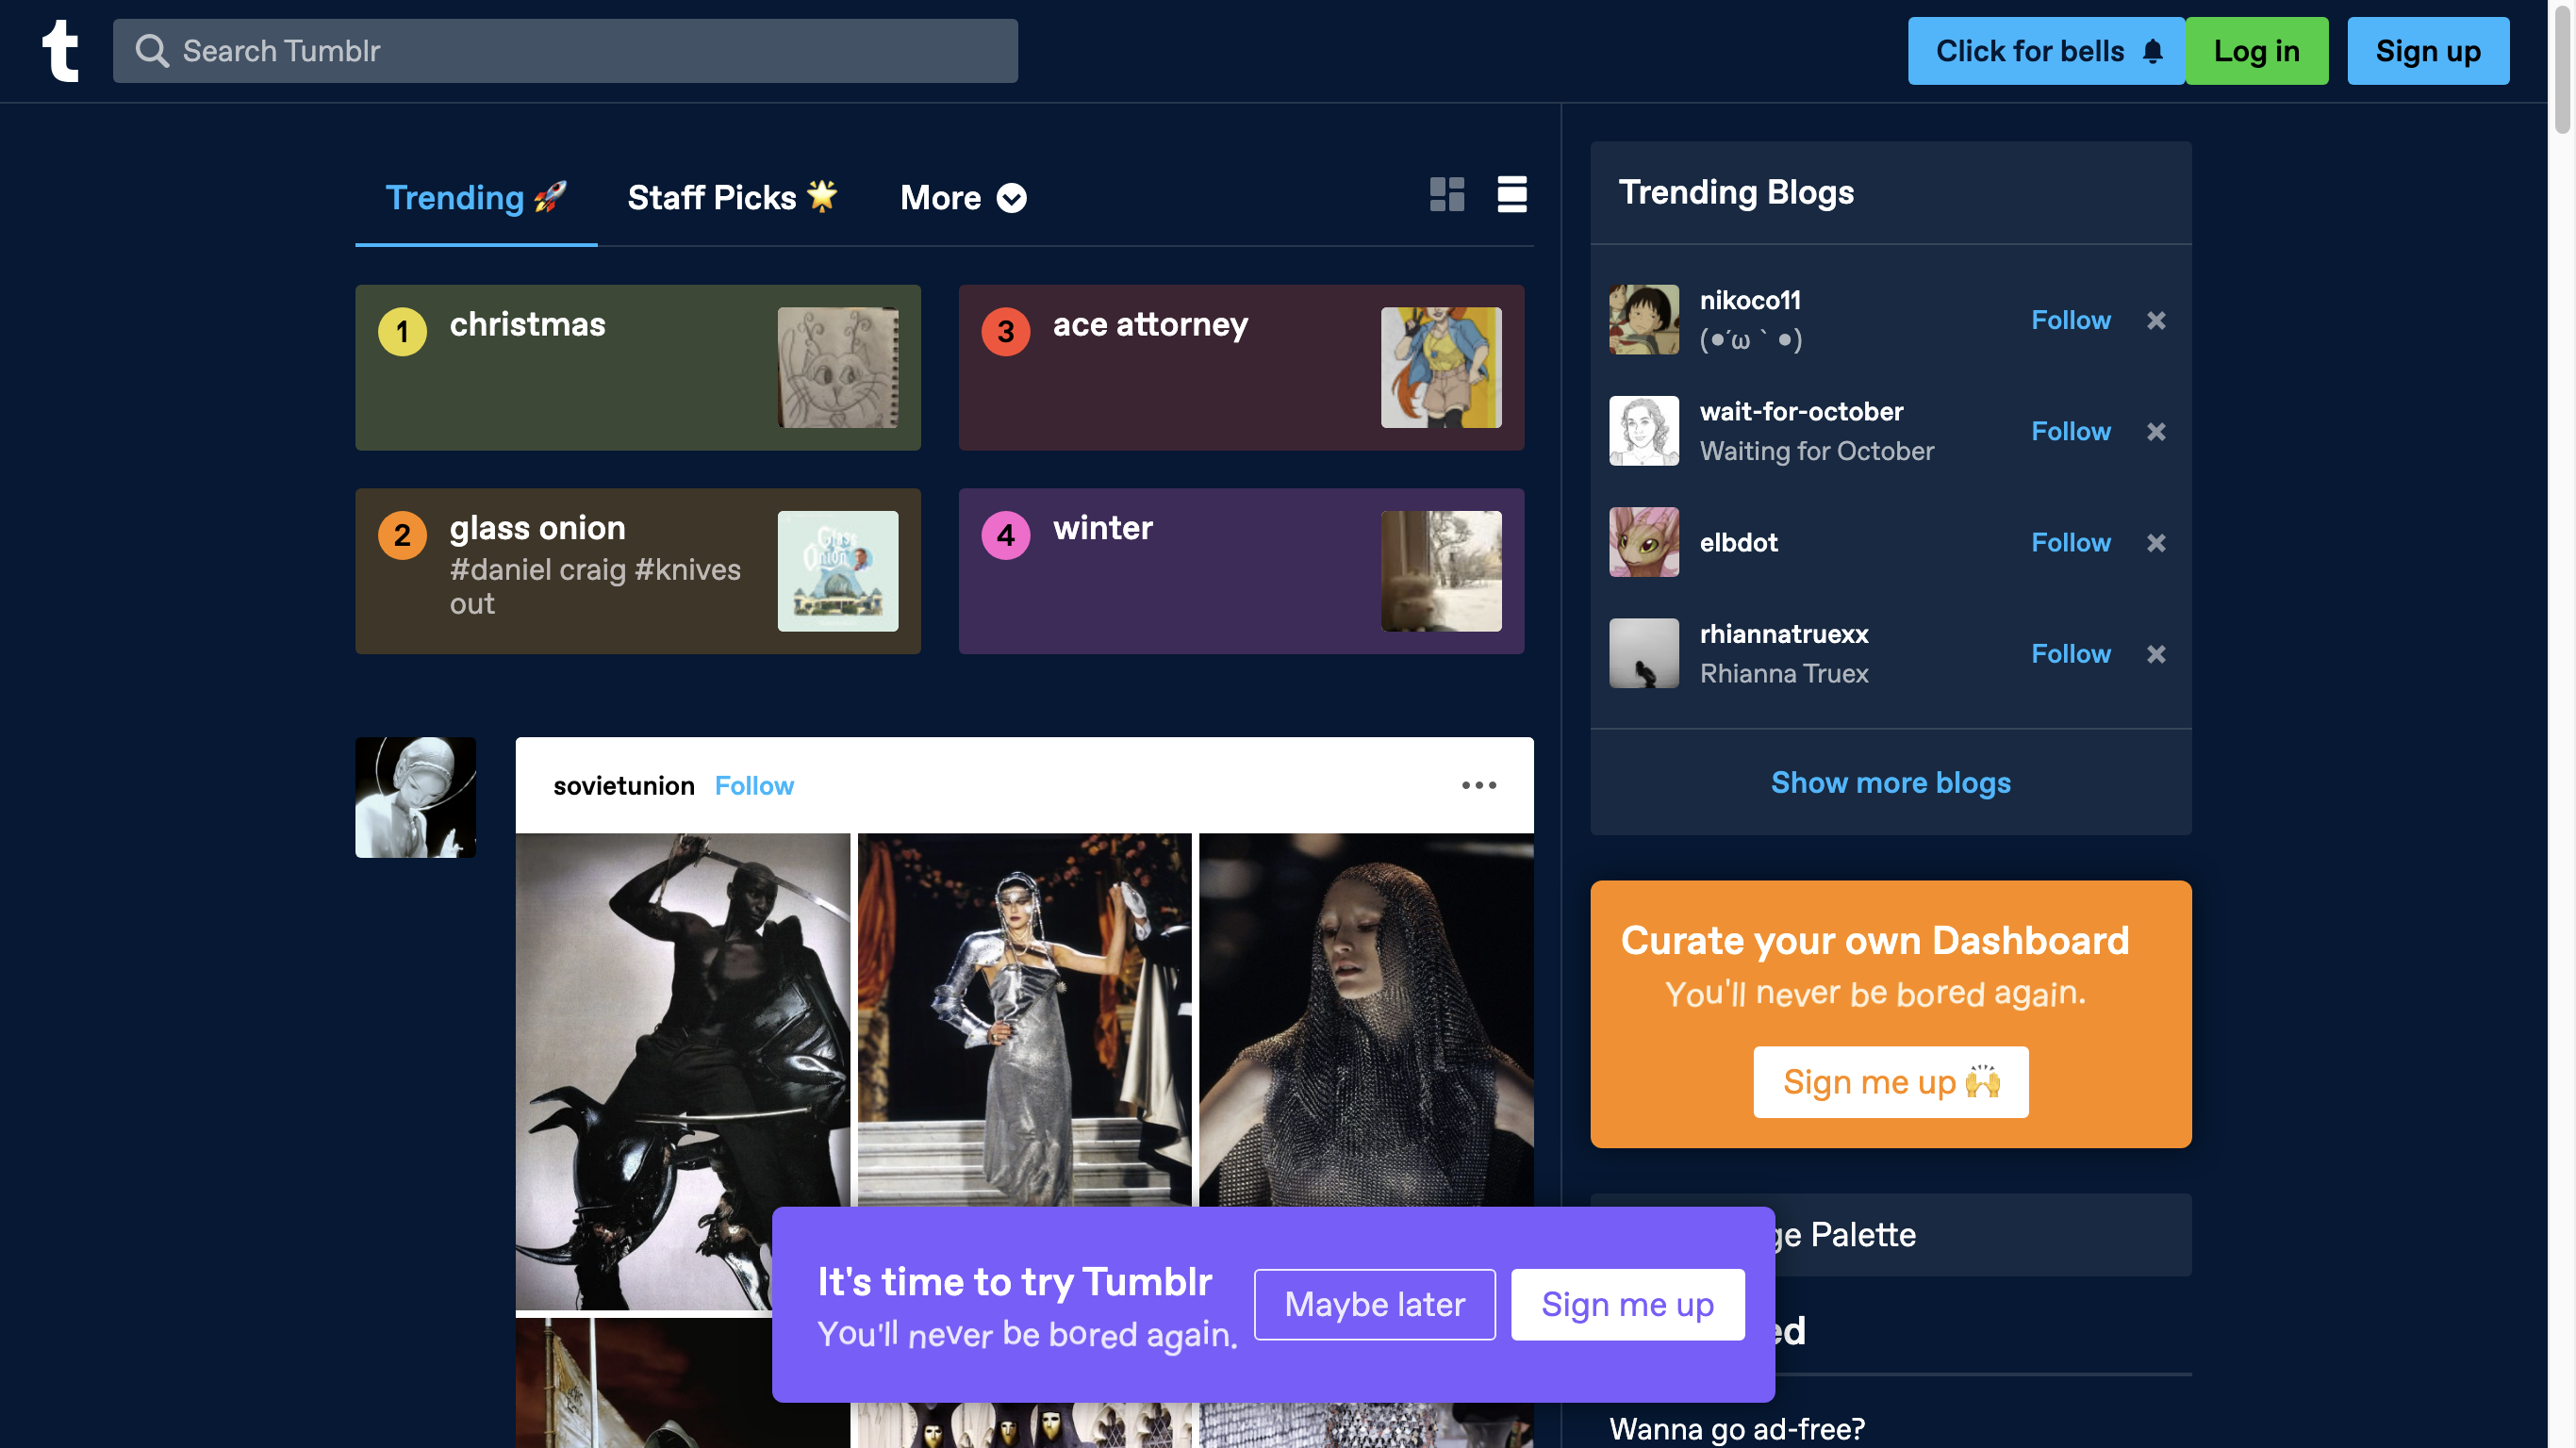 t
Search Tumblr
Click for bells
Log in
Sign up
Trending 🚀
Staff Picks 🌟
More
1 christmas
3 ace attorney
2 glass onion
#daniel craig #knives
out
Glass
Onion
4 winter
sovietunion Follow
Trending Blogs
nikoco11
(●´ω｀●)
Follow
wait-for-october
Waiting for October
Follow
elbdot
Follow
rhiannatruexx
Rhianna Truex
Follow
Show more blogs
Curate your own Dashboard
You'll never be bored again.
Sign me up 🙌
ge Palette
ed
Wanna go ad-free?
It's time to try Tumblr
You'll never be bored again.
Maybe later
Sign me up